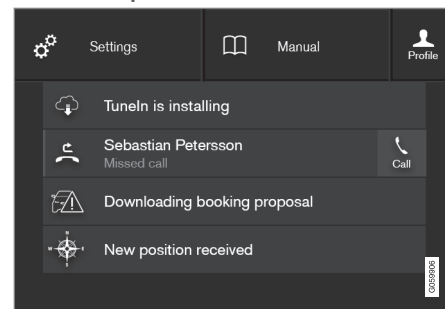 Settings
Manual
Profile
TuneIn is installing
Sebastian Petersson
Missed call
Call
Downloading booking proposal
New position received
G059906